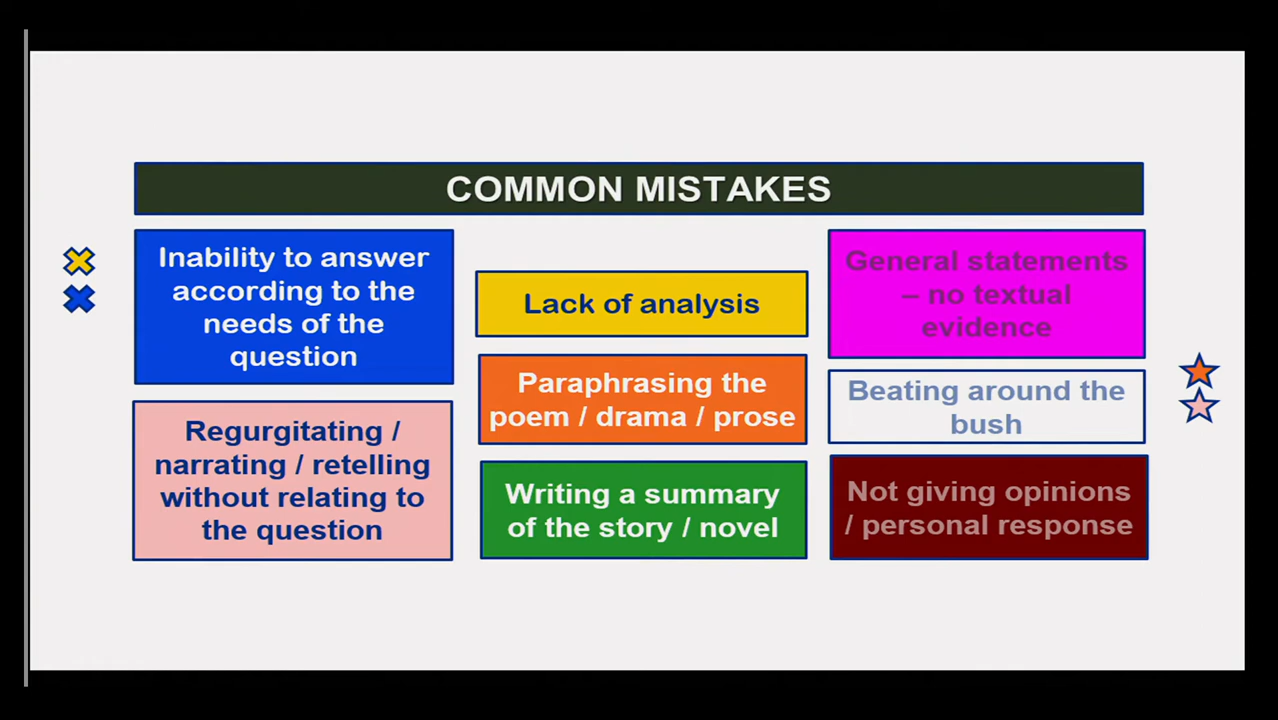 COMMON MISTAKES
Inability to answer
according to the
needs of the
question
Regurgitating /
narrating / retelling
without relating to
the question
Lack of analysis
Paraphrasing the
poem / drama / prose
Writing a summary
of the story / novel
General statements
– no textual
evidence
Beating around the
bush
Not giving opinions
/ personal response